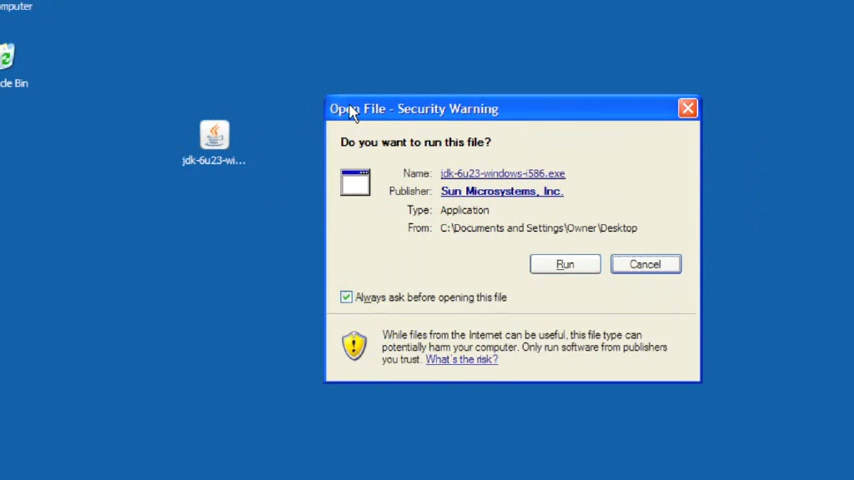 omputer
cle Bin
jdk-6u23-wi...
Open File - Security Warning
Do you want to run this file?
Name: jdk-6u23-windows-i586.exe
Publisher: Sun Microsystems, Inc.
Type: Application
From: C:\Documents and Settings\Owner\Desktop
Run Cancel
Always ask before opening this file
While files from the Internet can be useful, this file type can
potentially harm your computer. Only run software from publishers
you trust. What's the risk?